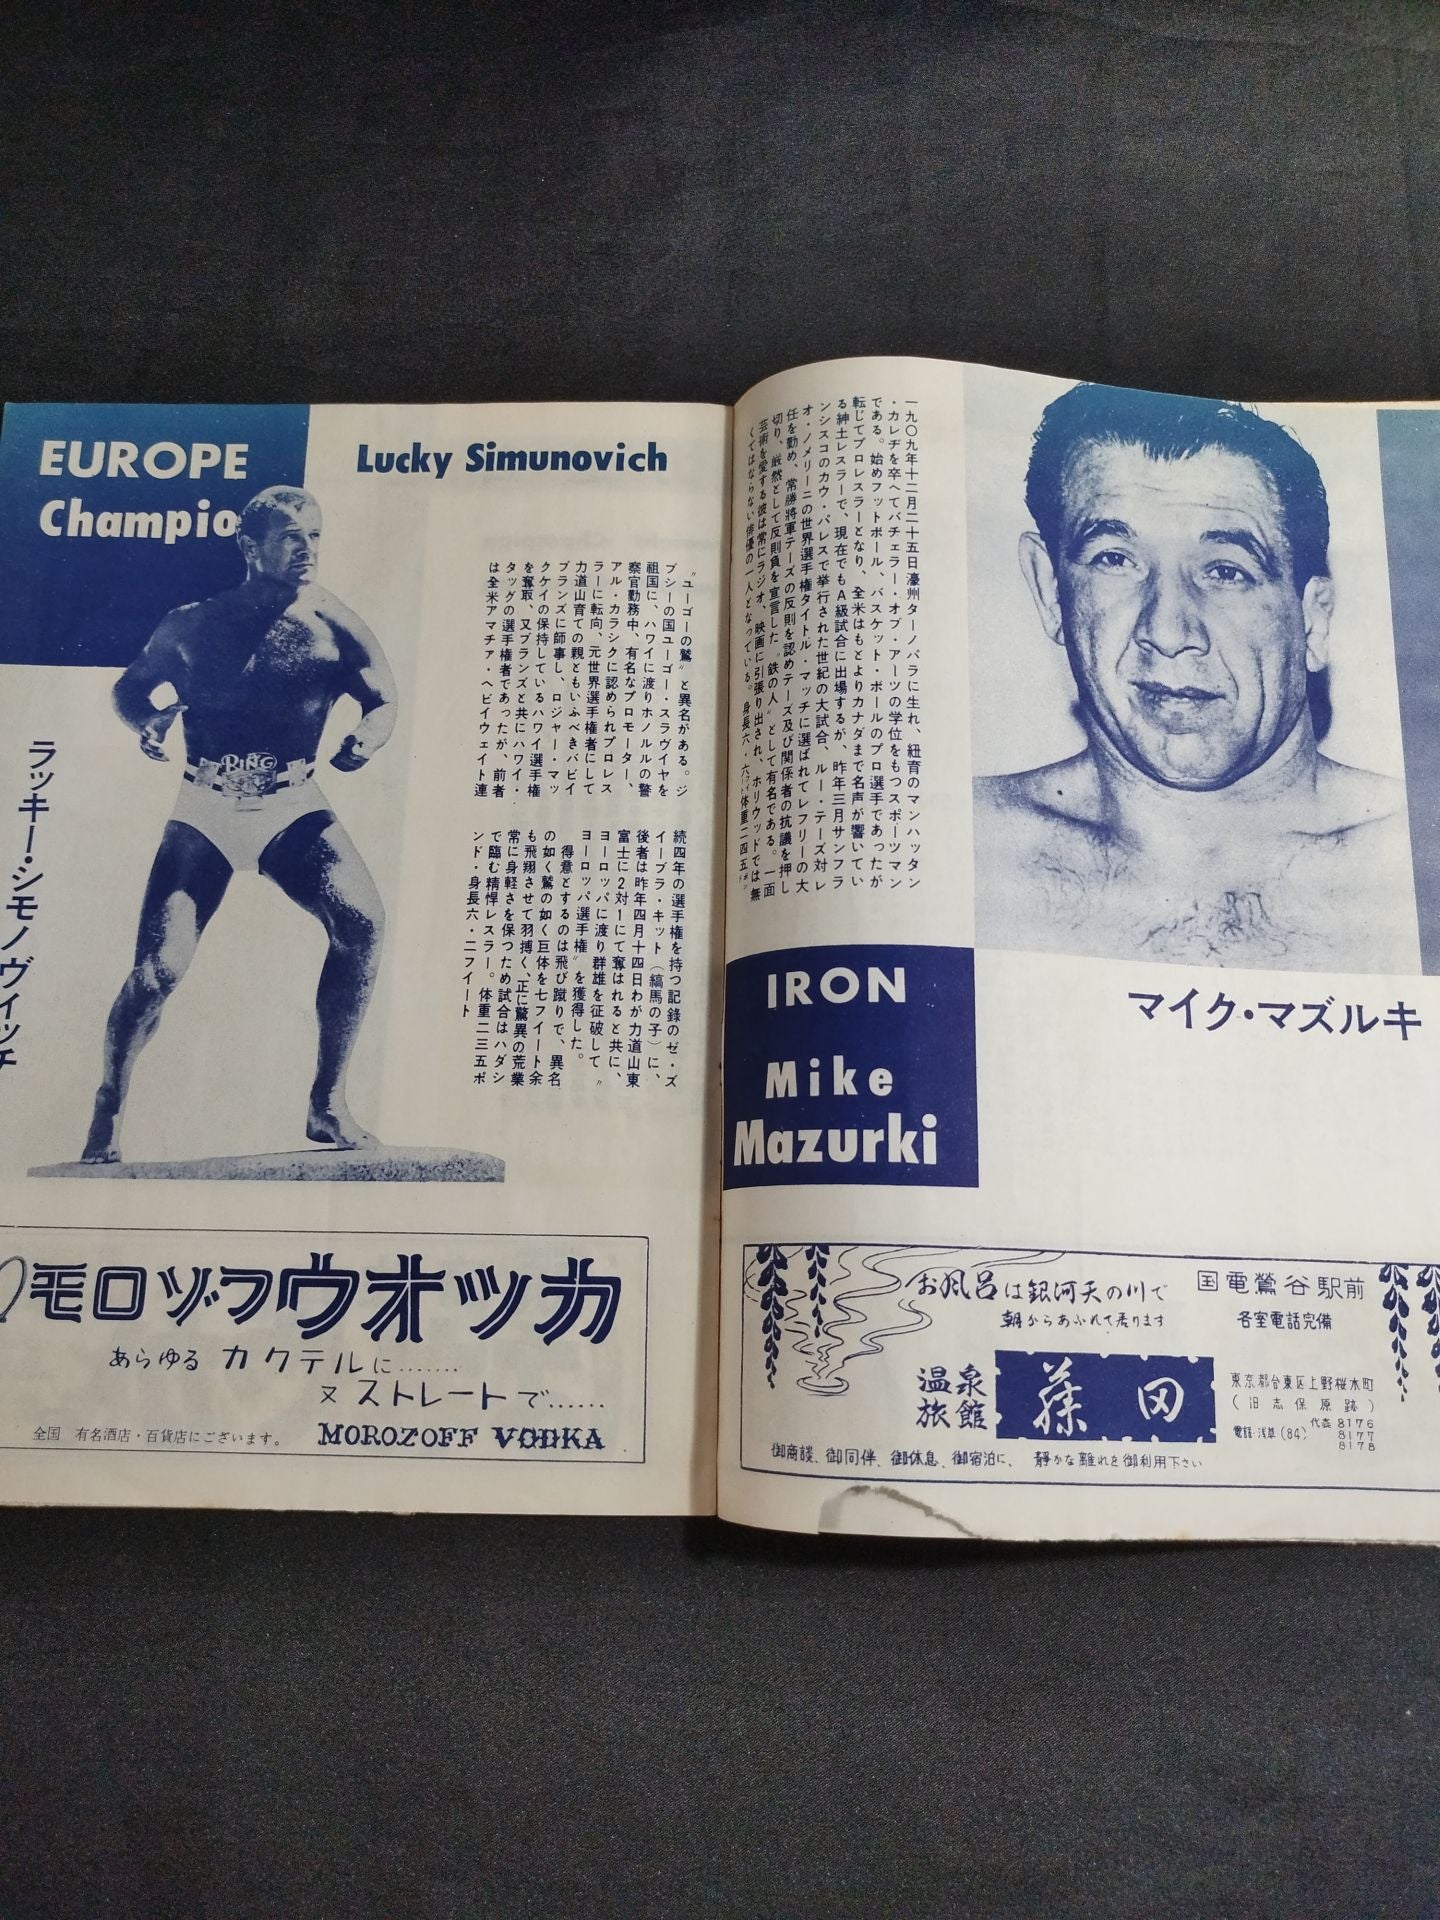 EUROPE
Champio
Lucky Simunovich
ラッキー・シモノヴィッチ
〝ユーゴーの鷲〟と異名がある。ジ
プシーの国ユーゴー・スラヴイヤを
祖国に、ハワイに渡りホノルルの警
察官勤務中、有名なプロモーター、
アル・カラシクに認められプロレス
ラーに転向、元世界選手権者にして
力道山育ての親ともいふべきバビイ
ブランズに師事し、ロジャー・マッ
クケイの保持しているハワイ選手権
を奪取、又ブランズと共にハワイ・
タッグの選手権者であったが、前者
は全米アマチァ・ヘビイウェイト連
続四年の選手権を持つ記録のゼ・ズ
イーブラ・キット(縞馬の子)に、
後者は昨年四月十四日わが力道山東
富士に2対1にて奪はれると共に、
ヨーロッパに渡り群雄を征破して〝
ヨーロッパ選手権〟を獲得した。
得意とするのは飛び蹴りで、異名
の如く鷲の如く巨体を七フイート余
も飛翔させて羽搏く、正に驚異の荒業
常に身軽さを保つため試合はハダシ
で臨む精悍レスラー。体重二三五ポ
ンド・身長六・二フイート
RING
モロゾフウオッカ
あらゆるカクテルに.......
又ストレートで......
全国 有名酒店・百貨店にございます。
MOROZOFF VODKA
一九〇九年十二月二十五日濠州ターノバラに生れ、紐育のマンハッタン
・カレヂを卒へてバチェラー・オブ・アーツの学位をもつスポーツマン
である。始めフットボール、バスケット・ボールのプロ選手であったが
転じてプロレスラーとなり、全米はもとよりカナダまで名声が響いてい
る紳士レスラーで、現在でもA級試合に出場するが、昨年三月サンフラ
ンシスコのカウ・パレスで挙行された世紀の大試合、ルー・テーズ対レ
オ・ノメリーニの世界選手権タイトル・マッチに選ばれてレフリーの大
任を勤め、常勝将軍テーズの反則を認めテーズ及び関係者の抗議を押し
切り、厳然として反則負を宣言した。〝鉄の人〟として有名である。一面
芸術を愛する彼は常にラジオ、映画に引張り出され、ホリウッドでは無
くてはならない俳優の一人となっている。身長六・六フイート体重二四五ポンド
マイク・マズルキ
IRON
Mike
Mazurki
お風呂は銀河天の川で
朝からあふれて居ります
国電鶯谷駅前
各室電話完備
温泉
旅館
藤田
東京都台東区上野桜木町
(旧志保原跡)
電話・浅草(84)代表 8176
8177
8178
御商談、御同伴、御休息、御宿泊に、 静かな離れを御利用下さい